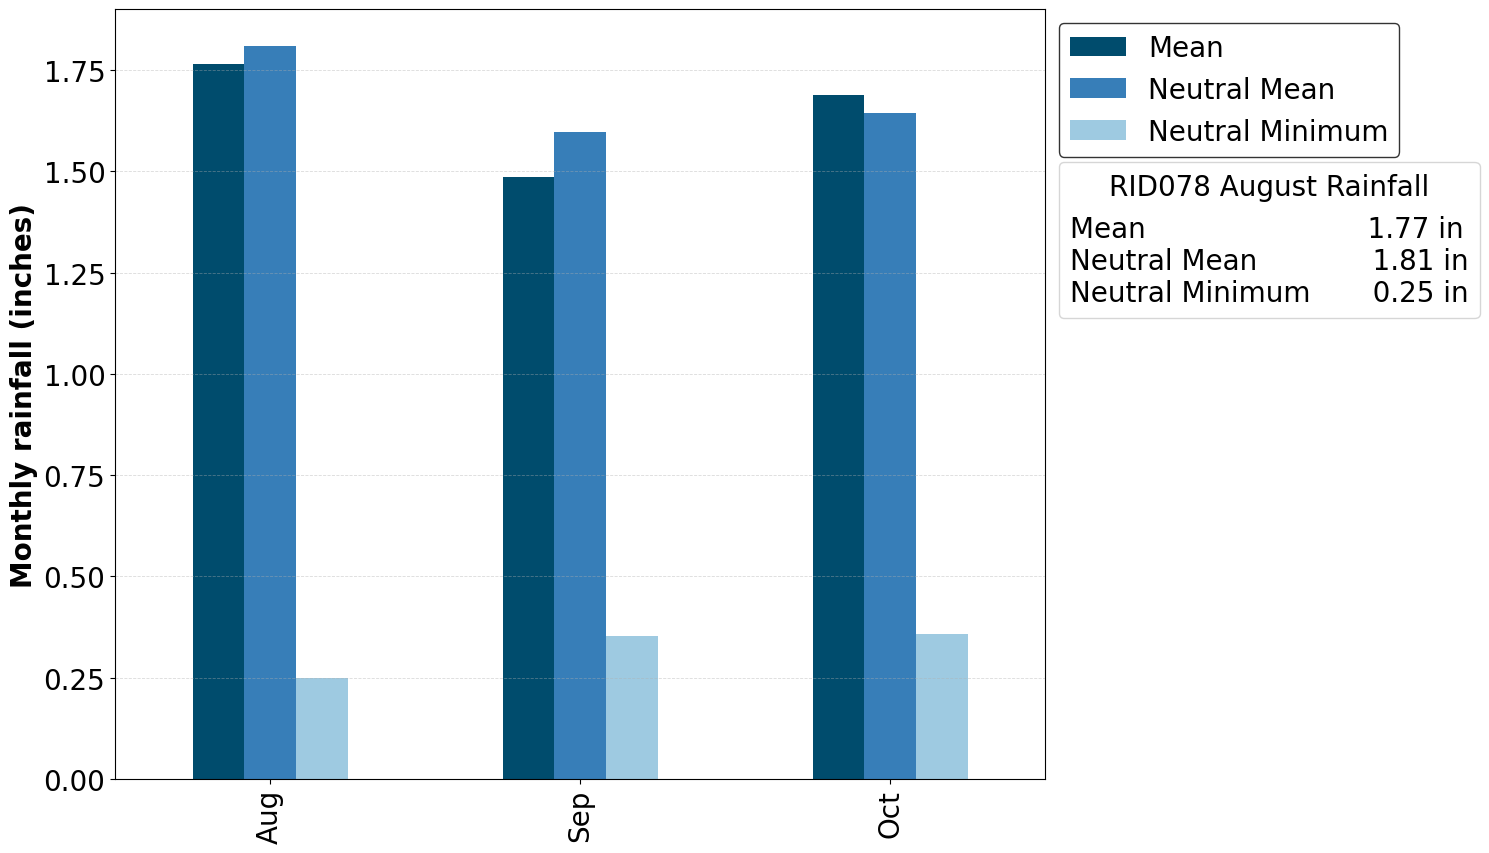 Monthly rainfall (inches)
1.75
1.50
1.25
1.00
0.75
0.50
0.25
0.00
Aug
Sep
Oct
Mean
Neutral Mean
Neutral Minimum
RID078 August Rainfall
Mean 1.77 in
Neutral Mean 1.81 in
Neutral Minimum 0.25 in